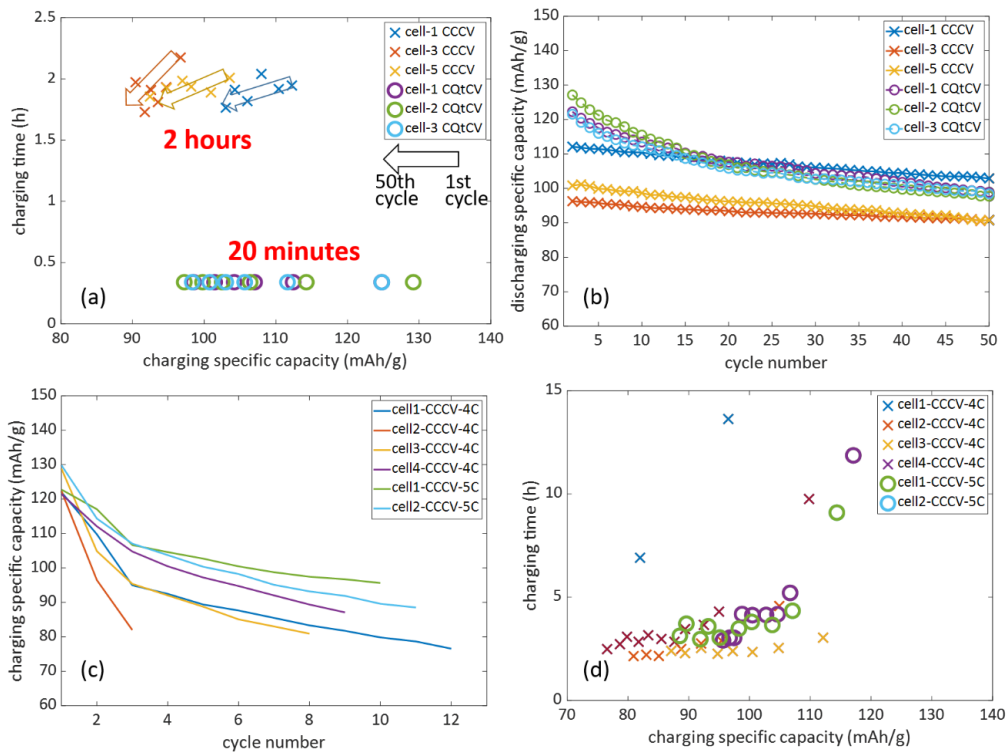 2.5
2
1.5
1
0.5
0
80
90
100
110
120
130
140
charging time (h)
charging specific capacity (mAh/g)
cell-1 CCCV
cell-3 CCCV
cell-5 CCCV
cell-1 CQtCV
cell-2 CQtCV
cell-3 CQtCV
2 hours
50th
cycle
1st
cycle
20 minutes
(a)
150
140
130
120
110
100
90
80
70
60
5
10
15
20
25
30
35
40
45
50
discharging specific capacity (mAh/g)
cycle number
cell-1 CCCV
cell-3 CCCV
cell-5 CCCV
cell-1 CQtCV
cell-2 CQtCV
cell-3 CQtCV
(b)
150
140
130
120
110
100
90
80
70
60
2
4
6
8
10
12
charging specific capacity (mAh/g)
cycle number
cell1-CCCV-4C
cell2-CCCV-4C
cell3-CCCV-4C
cell4-CCCV-4C
cell1-CCCV-5C
cell2-CCCV-5C
(c)
15
10
5
0
70
80
90
100
110
120
130
140
charging time (h)
charging specific capacity (mAh/g)
cell1-CCCV-4C
cell2-CCCV-4C
cell3-CCCV-4C
cell4-CCCV-4C
cell1-CCCV-5C
cell2-CCCV-5C
(d)